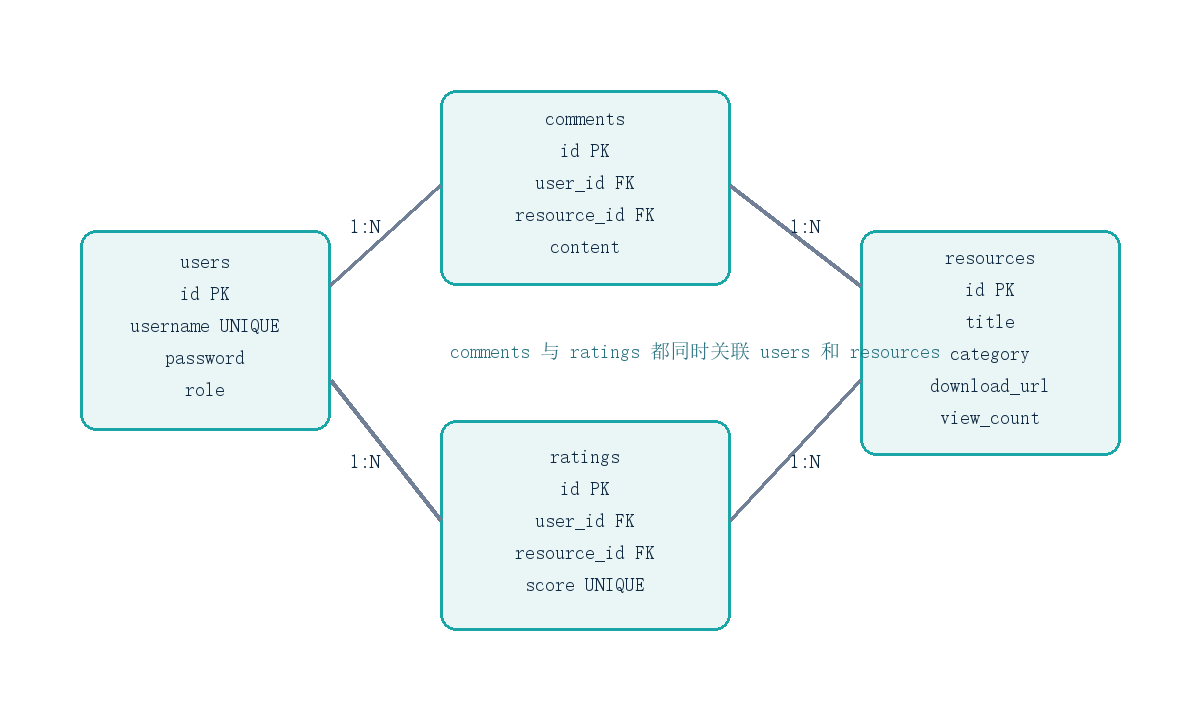 comments
id PK
user_id FK
resource_id FK
content
1:N
1:N
users
id PK
username UNIQUE
password
role
resources
id PK
title
category
download_url
view_count
comments 与 ratings 都同时关联 users 和 resources
1:N
1:N
ratings
id PK
user_id FK
resource_id FK
score UNIQUE